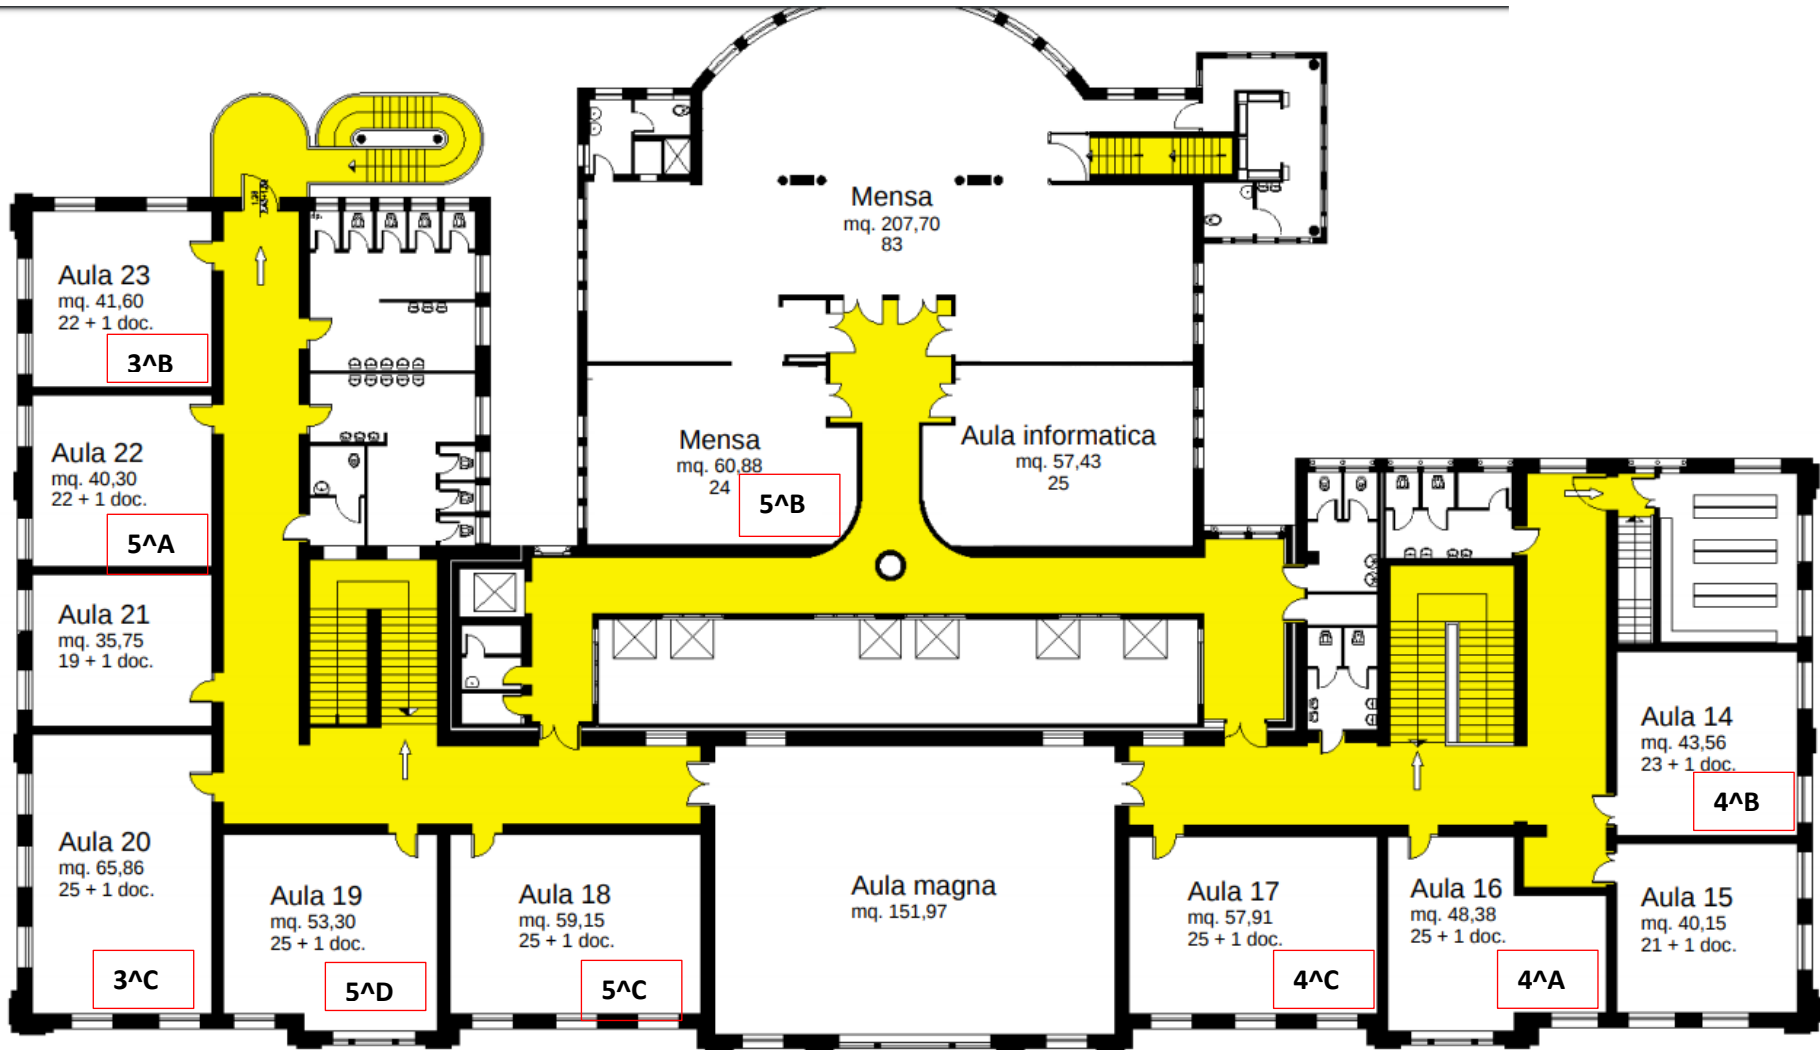 Mensa
mq. 207,70
83
Aula 23
mq. 41,60
22 + 1 doc.
3^B
Aula 22
mq. 40,30
22 + 1 doc.
5^A
Mensa
mq. 60,88
24
5^B
Aula informatica
mq. 57,43
25
Aula 21
mq. 35,75
19 + 1 doc.
Aula 14
mq. 43,56
23 + 1 doc.
4^B
Aula 20
mq. 65,86
25 + 1 doc.
3^C
Aula 19
mq. 53,30
25 + 1 doc.
5^D
Aula 18
mq. 59,15
25 + 1 doc.
5^C
Aula magna
mq. 151,97
Aula 17
mq. 57,91
25 + 1 doc.
4^C
Aula 16
mq. 48,38
25 + 1 doc.
4^A
Aula 15
mq. 40,15
21 + 1 doc.